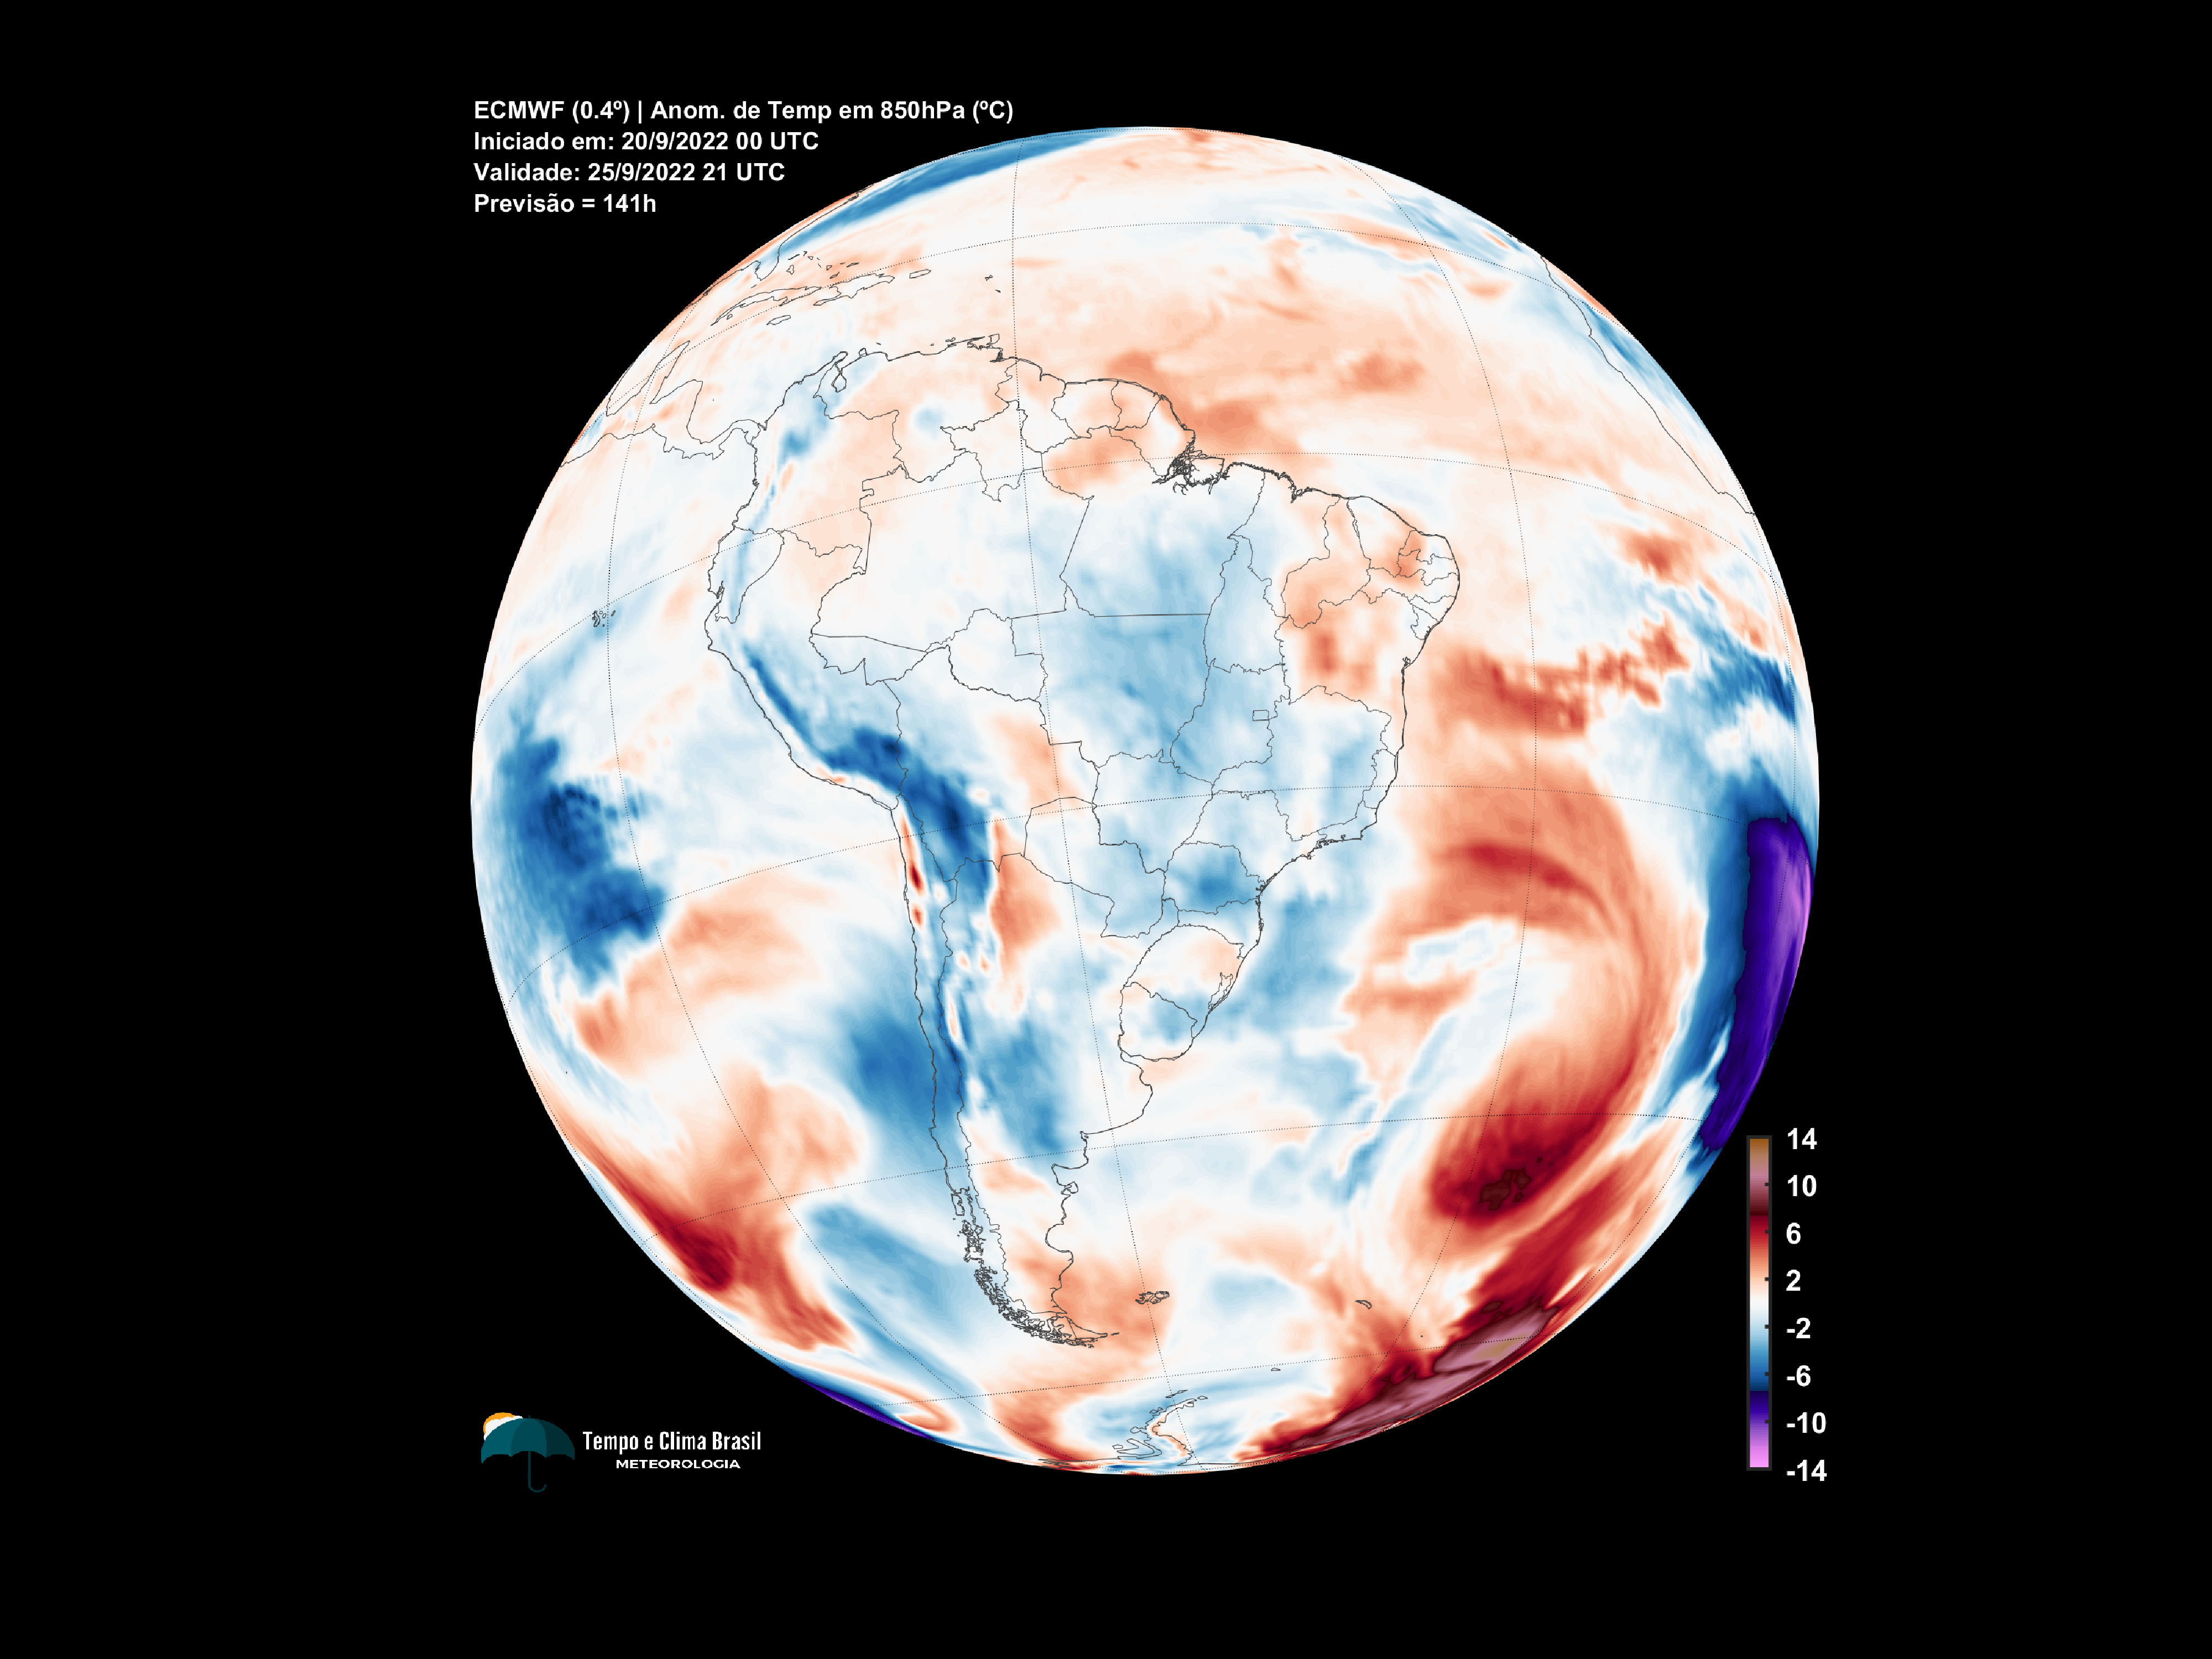 ECMWF (0.4º) | Anom. de Temp em 850hPa (ºC)
Iniciado em: 20/9/2022 00 UTC
Validade: 25/9/2022 21 UTC
Previsão = 141h
14
10
6
2
-2
-6
-10
-14
Tempo e Clima Brasil
METEOROLOGIA